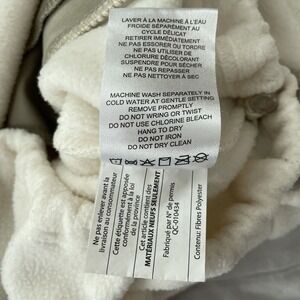 LAVER À LA MACHINE À L'EAU
FROIDE SÉPARÉMENT AU
CYCLE DÉLICAT
RETIRER IMMÉDIATEMENT
NE PAS ESSORER OU TORDRE
NE PAS UTILISER DE
CHLORURE DÉCOLORANT
SUSPENDRE POUR SÉCHER
NE PAS REPASSER
NE PAS NETTOYER À SEC
MACHINE WASH SEPARATELY IN
COLD WATER AT GENTLE SETTING
REMOVE PROMPTLY
DO NOT WRING OR TWIST
DO NOT USE CHLORINE BLEACH
HANG TO DRY
DO NOT IRON
DO NOT DRY CLEAN
Ne pas enlever avant la
livraison au consommateur
Cette étiquette est apposée
conformément à la loi
de la province
Cet article contient des
MATÉRIAUX NEUFS SEULEMENT
Fabriqué par N° de permis
QC-010434
Contenu: Fibres Polyester